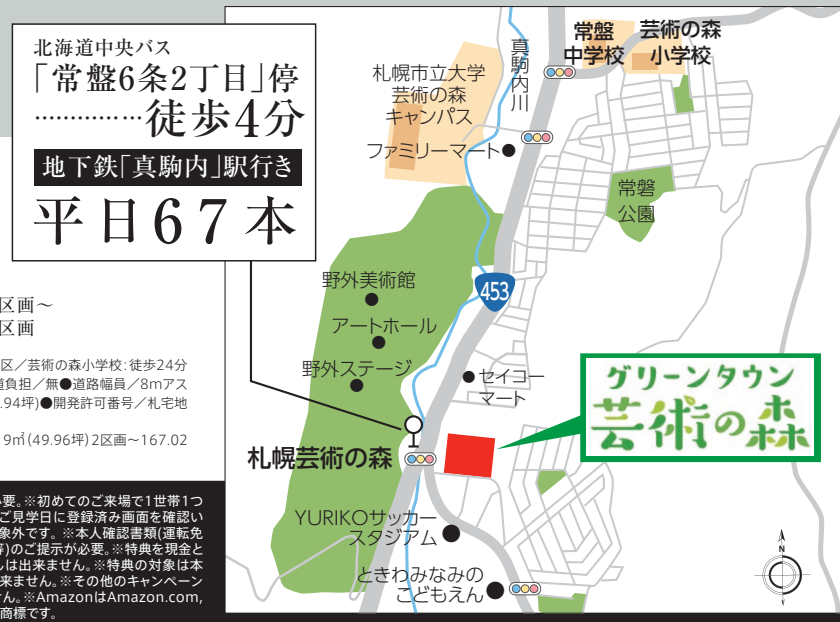 北海道中央バス
「常盤6条2丁目」停
…………徒歩4分
地下鉄「真駒内」駅行き
平日67本
区画～
区画
区／芸術の森小学校:徒歩24分
道負担／無●道路幅員／8mアス
.94坪)●開発許可番号／札宅地
9㎡(49.96坪)2区画～167.02
必要。※初めてのご来場で1世帯1つ
ご見学日に登録済み画面を確認い
象外です。※本人確認書類(運転免
等)のご提示が必要。※特典を現金と
しは出来ません。※特典の対象は本
来ません。※その他のキャンペーン
せん。※AmazonはAmazon.com,
商標です。
常盤
中学校
芸術の森
小学校
真駒内川
札幌市立大学
芸術の森
キャンパス
ファミリーマート
常盤
公園
野外美術館
453
アートホール
野外ステージ
セイコー
マート
グリーンタウン
芸術の森
札幌芸術の森
YURIKOサッカー
スタジアム
ときわみなみの
こどもえん
N